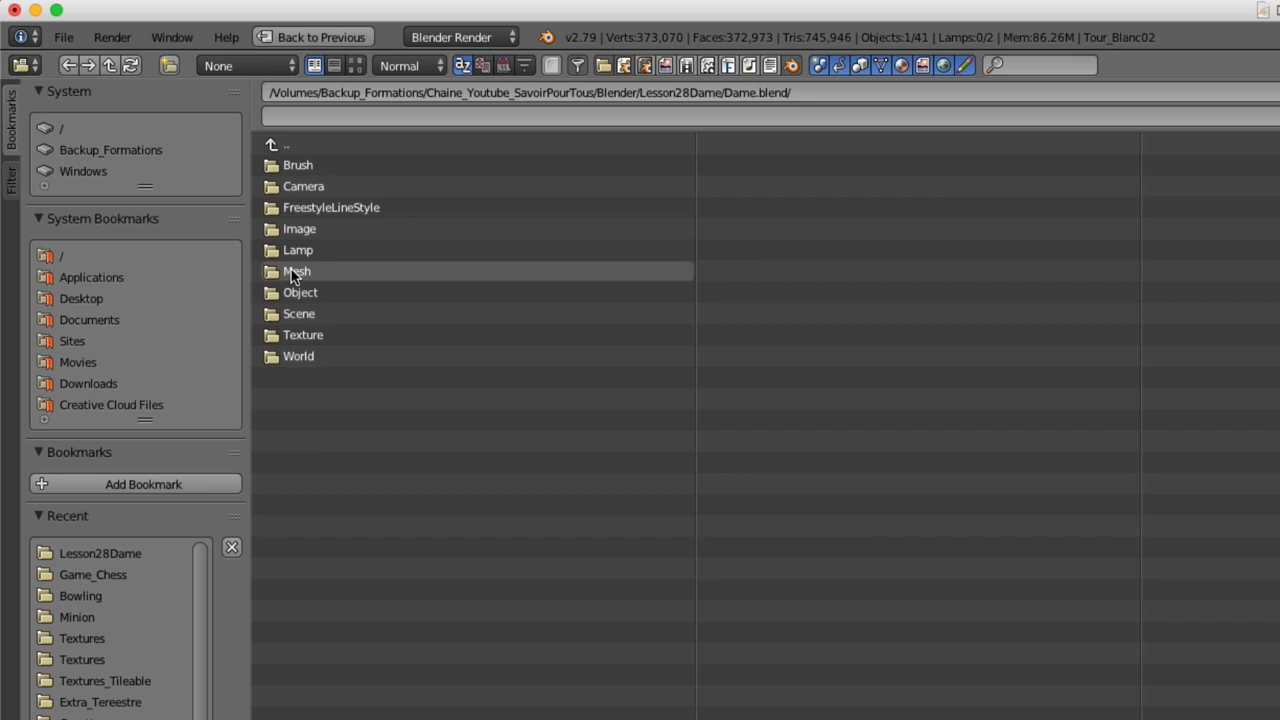 File Render Window Help Back to Previous Blender Render v2.79 | Verts:373,070 | Faces:372,973 | Tris:745,946 | Objects:1/41 | Lamps:0/2 | Mem:86.26M | Tour_Blanc02
None Normal
Bookmarks
Filter
System
/
Backup_Formations
Windows
System Bookmarks
/
Applications
Desktop
Documents
Sites
Movies
Downloads
Creative Cloud Files
Bookmarks
Add Bookmark
Recent
Lesson28Dame
Game_Chess
Bowling
Minion
Textures
Textures
Textures_Tileable
Extra_Tereestre
/Volumes/Backup_Formations/Chaine_Youtube_SavoirPourTous/Blender/Lesson28Dame/Dame.blend/
..
Brush
Camera
FreestyleLineStyle
Image
Lamp
Mesh
Object
Scene
Texture
World